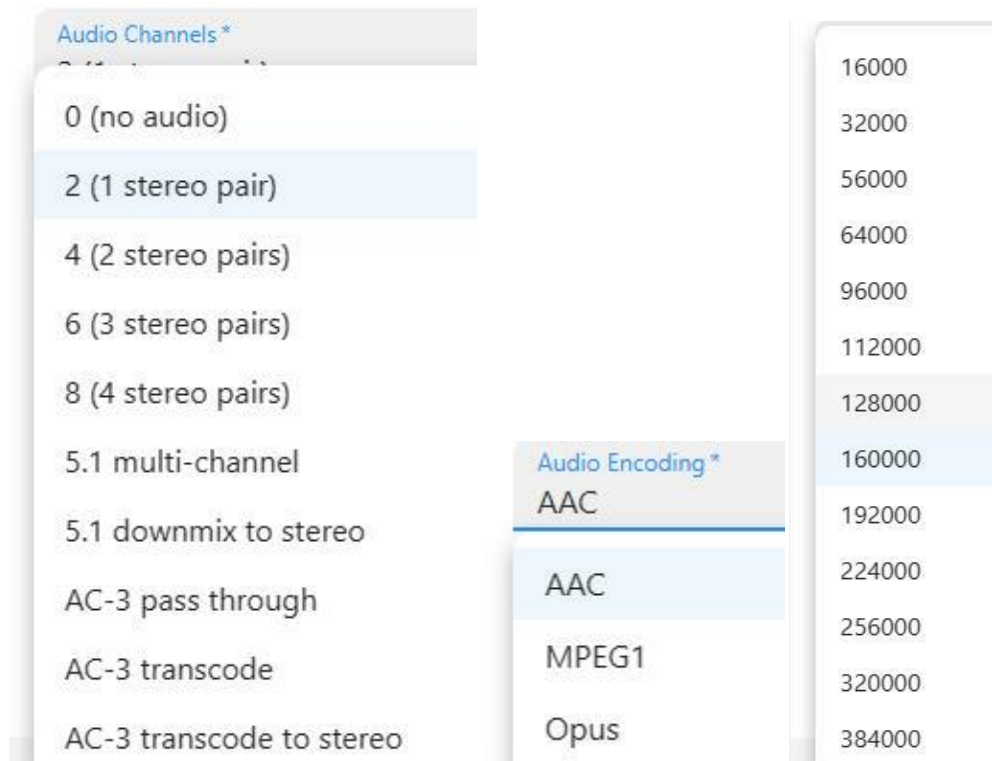 Audio Channels *
0 (no audio)
2 (1 stereo pair)
4 (2 stereo pairs)
6 (3 stereo pairs)
8 (4 stereo pairs)
5.1 multi-channel
5.1 downmix to stereo
AC-3 pass through
AC-3 transcode
AC-3 transcode to stereo
Audio Encoding *
AAC
AAC
MPEG1
Opus
16000
32000
56000
64000
96000
112000
128000
160000
192000
224000
256000
320000
384000